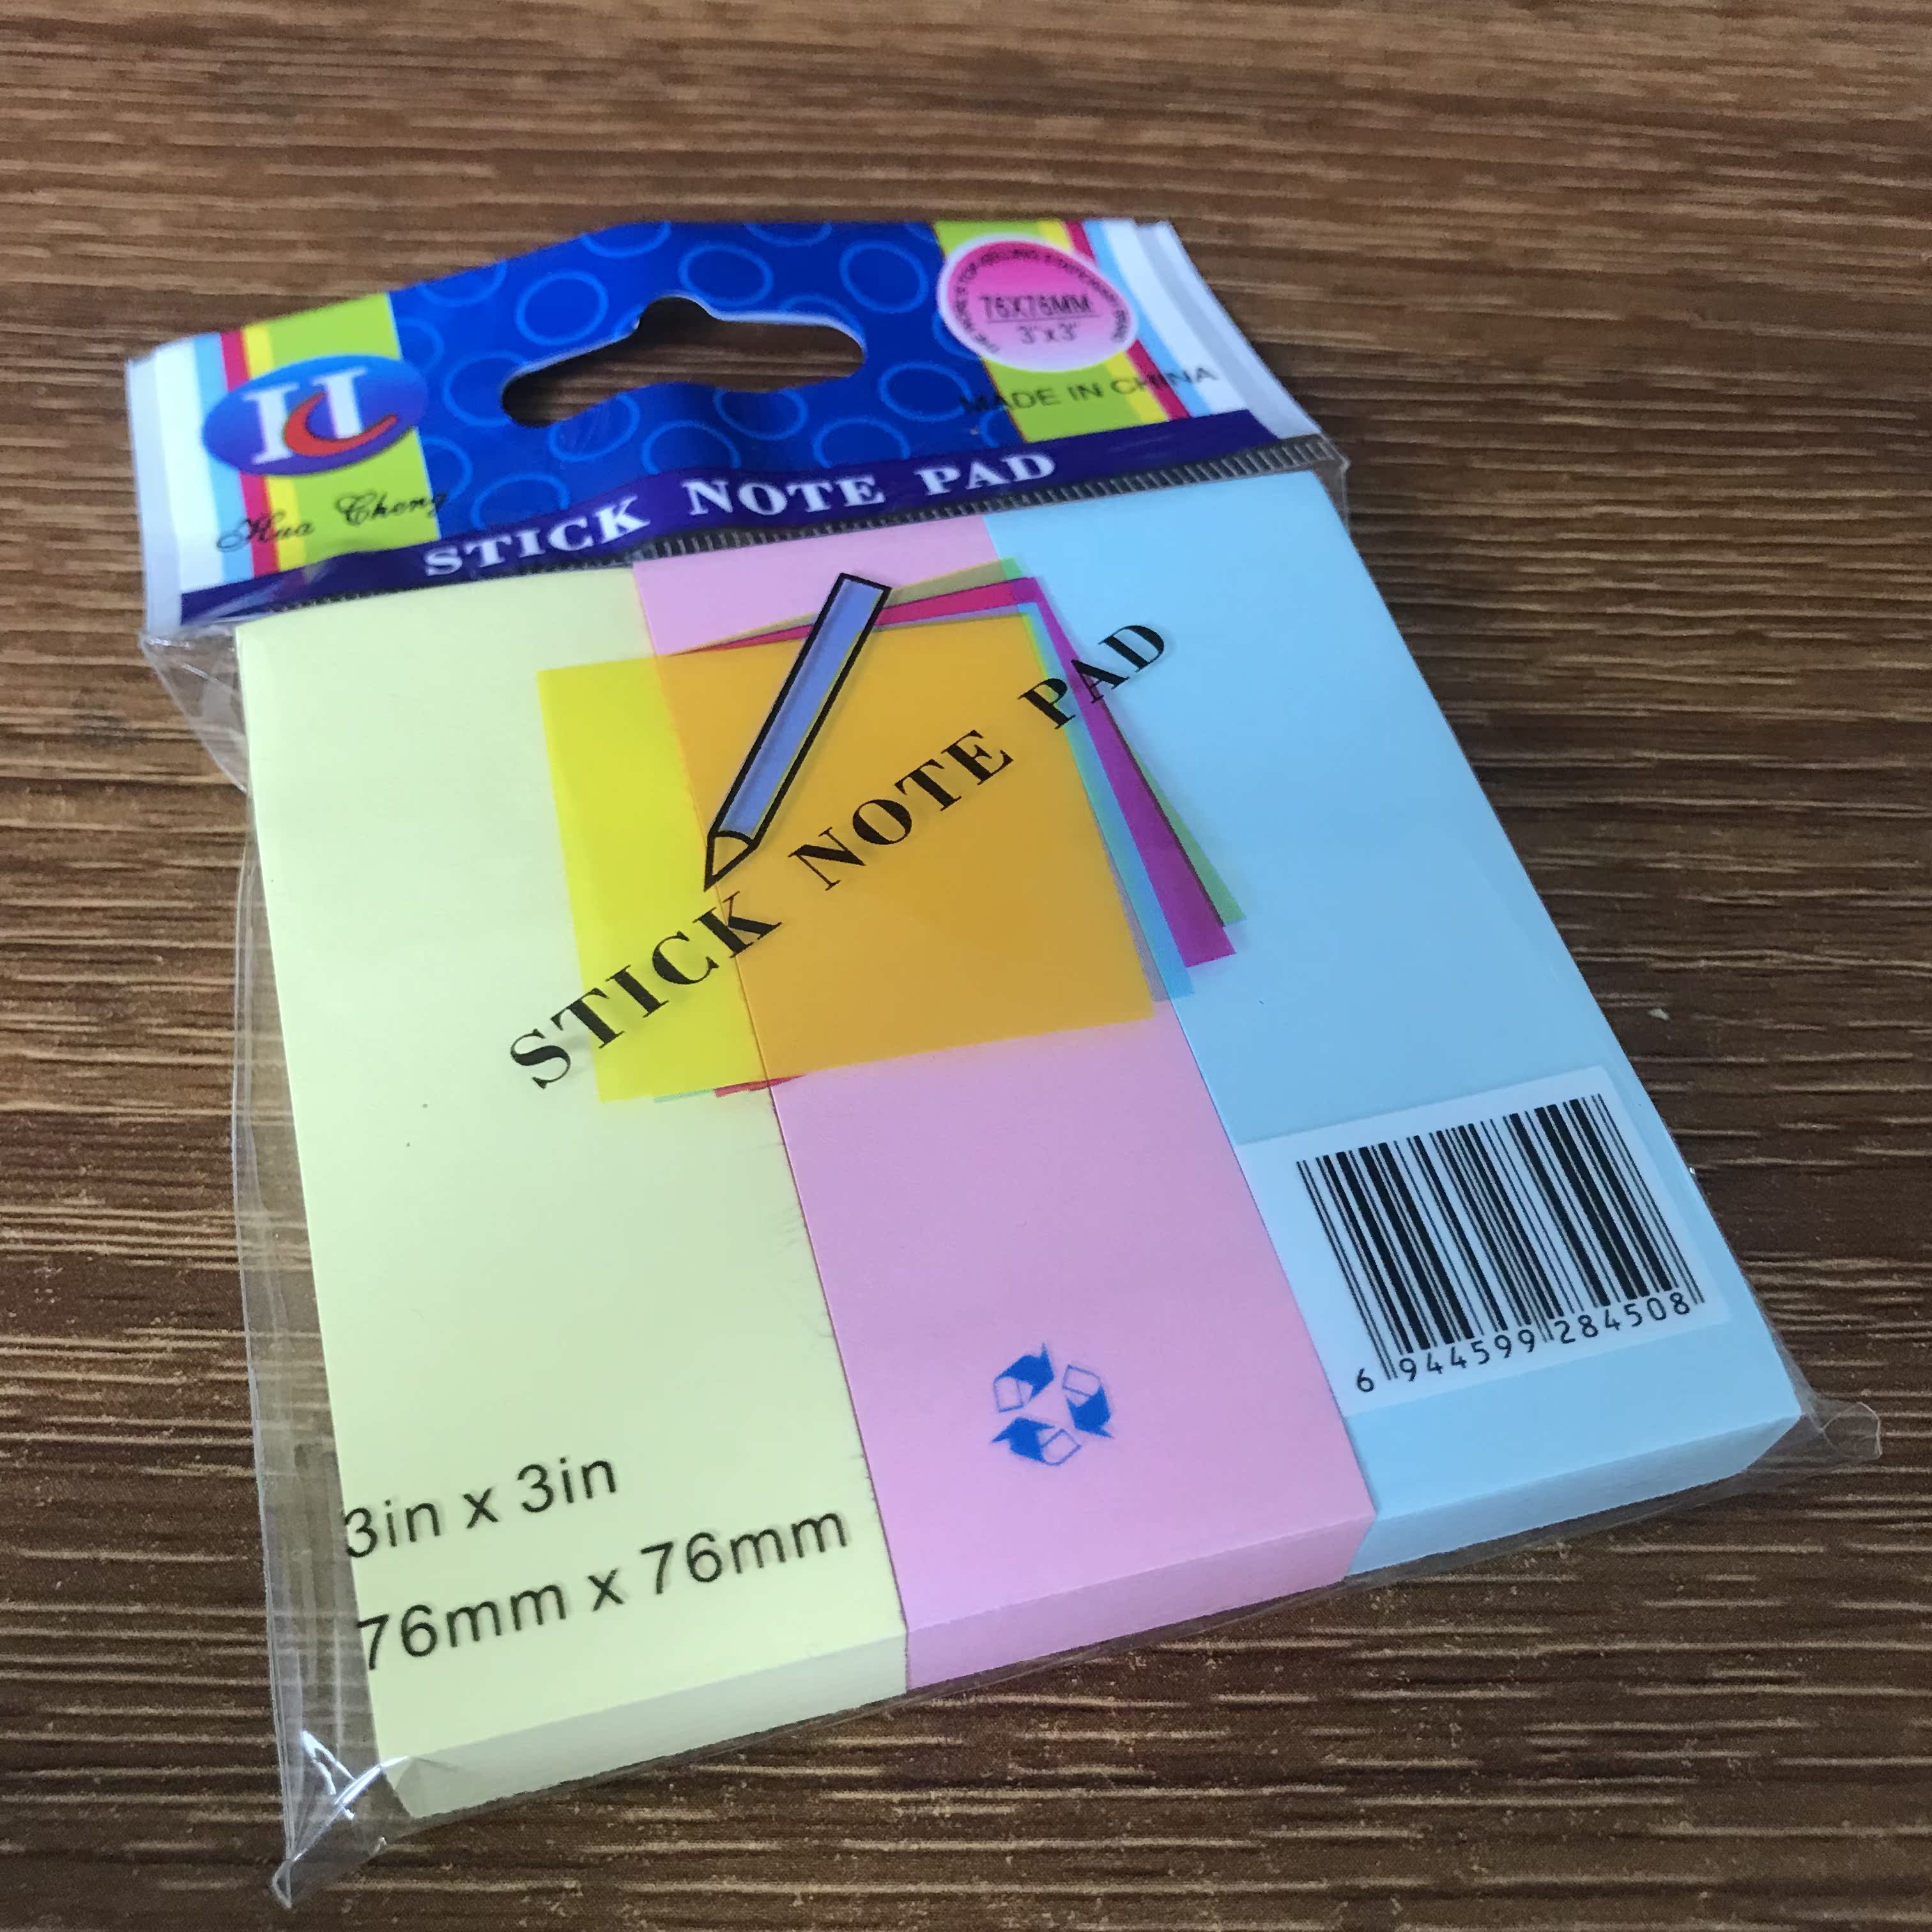 HC
Hua Cheng
76X76MM
3"x3"
MADE IN CHINA
STICK NOTE PAD
STICK NOTE PAD
3in x 3in
76mm x 76mm
6 944599 284508